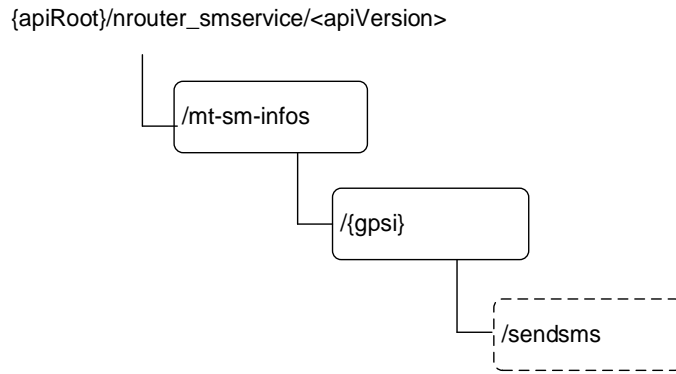 {apiRoot}/nrouter_smservice/<apiVersion>
/mt-sm-infos
/{gpsi}
/sendsms